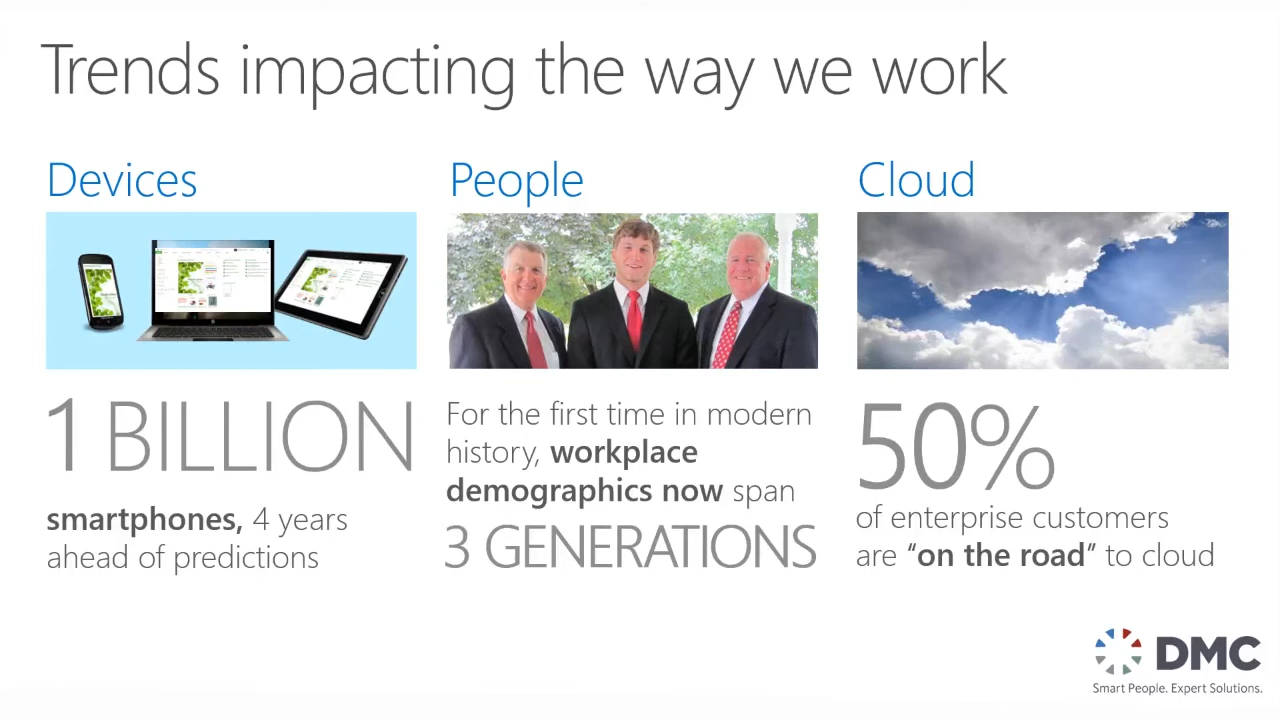 Trends impacting the way we work
Devices
1 BILLION
smartphones, 4 years
ahead of predictions
People
For the first time in modern
history, workplace
demographics now span
3 GENERATIONS
Cloud
50%
of enterprise customers
are “on the road” to cloud
DMC
Smart People. Expert Solutions.